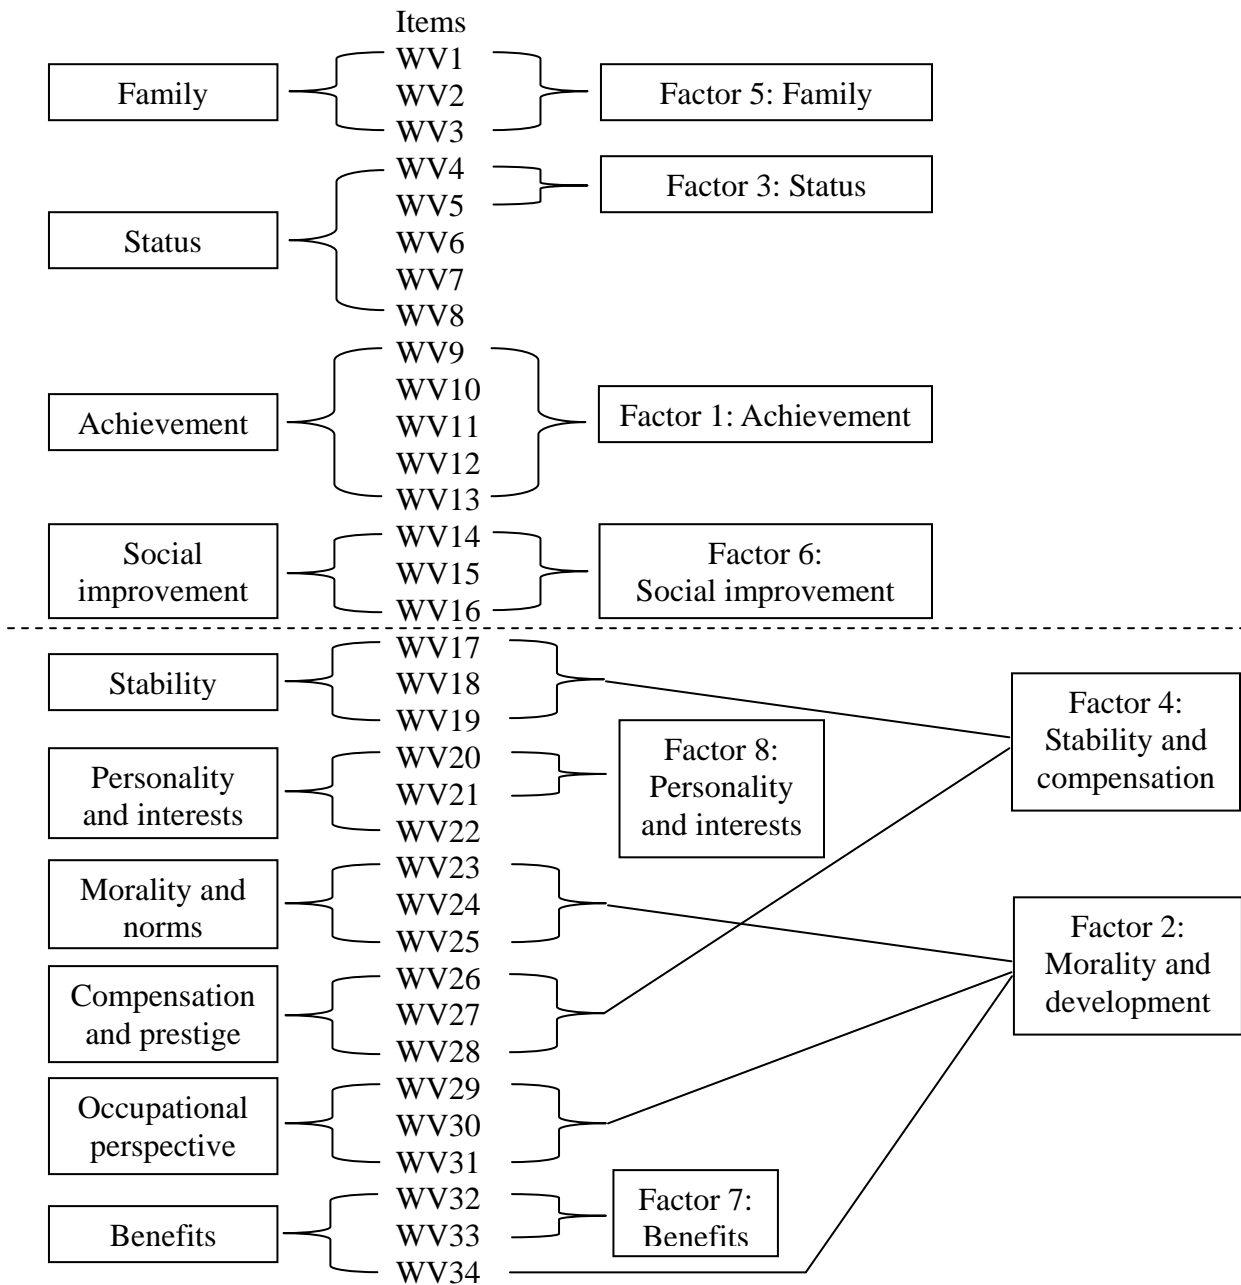 Items
WV1
Family
WV2
Factor 5: Family
WV3
WV4
Factor 3: Status
WV5
Status
WV6
WV7
WV8
WV9
WV10
Achievement
WV11
Factor 1: Achievement
WV12
WV13
Social
improvement
WV14
WV15
WV16
Factor 6:
Social improvement
WV17
Stability
WV18
WV19
Factor 4:
Stability and
compensation
Personality
and interests
WV20
WV21
WV22
Factor 8:
Personality
and interests
Morality and
norms
WV23
WV24
WV25
Factor 2:
Morality and
development
Compensation
and prestige
WV26
WV27
WV28
Occupational
perspective
WV29
WV30
WV31
Benefits
WV32
WV33
WV34
Factor 7:
Benefits